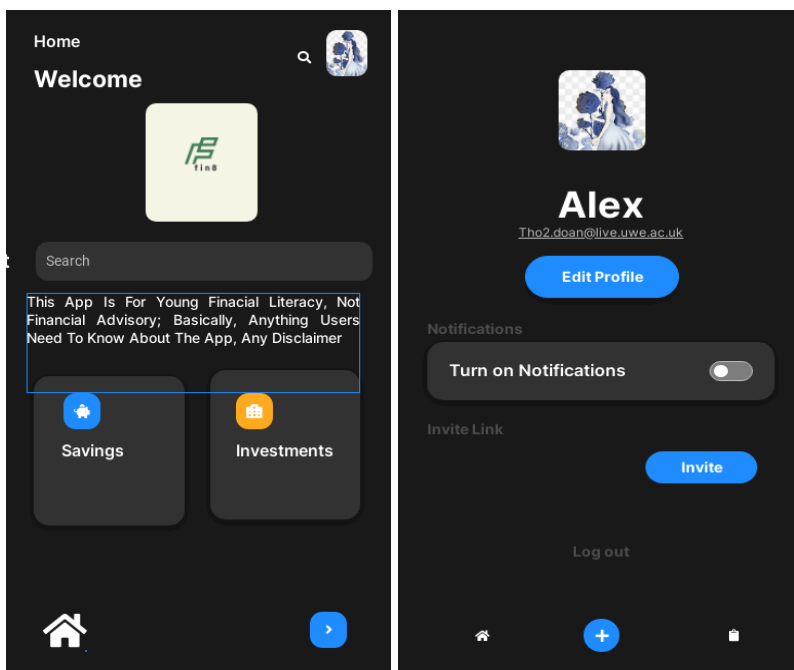 Home
Welcome
fin8
Search
This App Is For Young Finacial Literacy, Not
Financial Advisory; Basically, Anything Users
Need To Know About The App, Any Disclaimer
Savings
Investments
Alex
Tho2.doan@live.uwe.ac.uk
Edit Profile
Notifications
Turn on Notifications
Invite Link
Invite
Log out